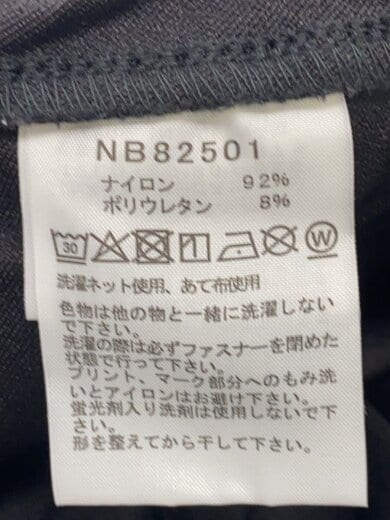 NB82501
ナイロン 92%
ポリウレタン 8%
30 W
洗濯ネット使用、あて布使用
色物は他の物と一緒に洗濯しない
で下さい。
洗濯の際は必ずファスナーを閉めた
状態で行って下さい。
プリント、マーク部分へのもみ洗
いとアイロンはお避け下さい。
蛍光剤入り洗剤は使用しないで下
さい。
形を整えてから干して下さい。